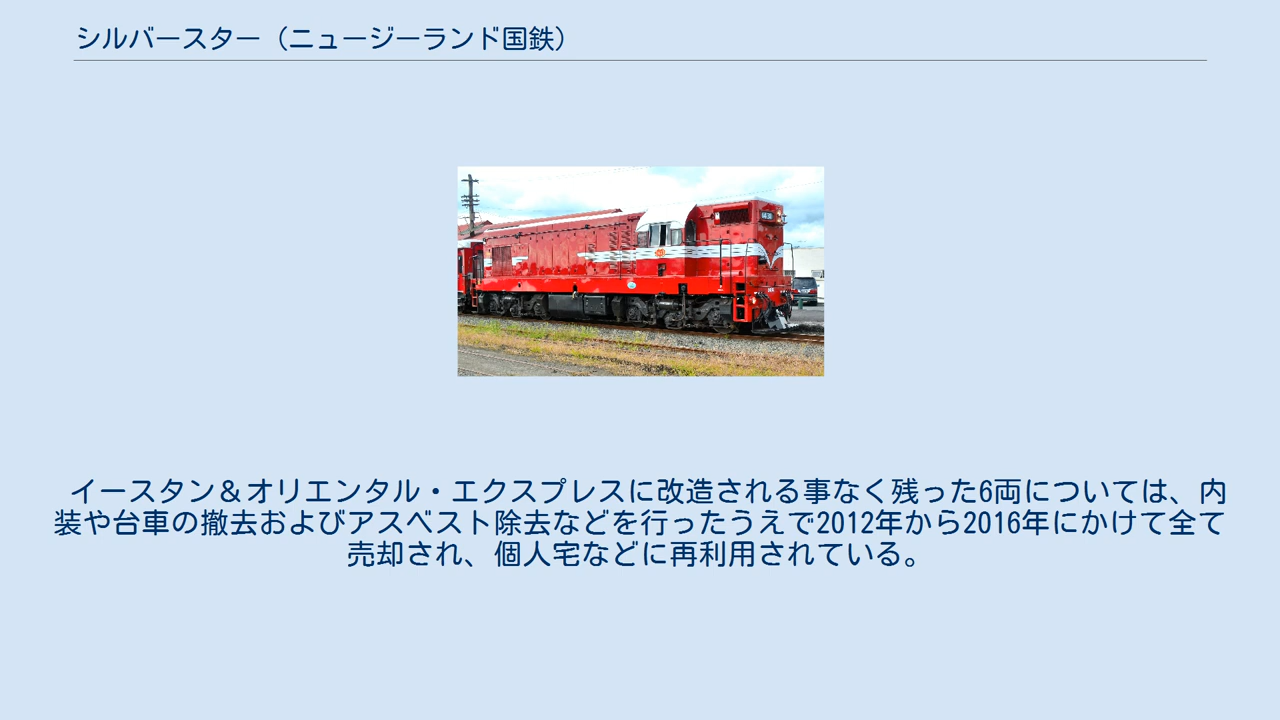 シルバースター（ニュージーランド国鉄）
イースタン＆オリエンタル・エクスプレスに改造される事なく残った6両については、内
装や台車の撤去およびアスベスト除去などを行ったうえで2012年から2016年にかけて全て
売却され、個人宅などに再利用されている。